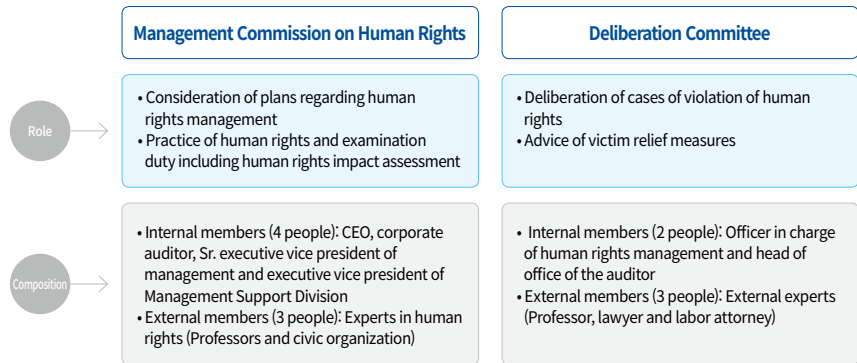 Management Commission on Human Rights
Deliberation Committee
Role
• Consideration of plans regarding human
rights management
• Practice of human rights and examination
duty including human rights impact assessment
• Deliberation of cases of violation of human
rights
• Advice of victim relief measures
Composition
• Internal members (4 people): CEO, corporate
auditor, Sr. executive vice president of
management and executive vice president of
Management Support Division
• External members (3 people): Experts in human
rights (Professors and civic organization)
• Internal members (2 people): Officer in charge
of human rights management and head of
office of the auditor
• External members (3 people): External experts
(Professor, lawyer and labor attorney)